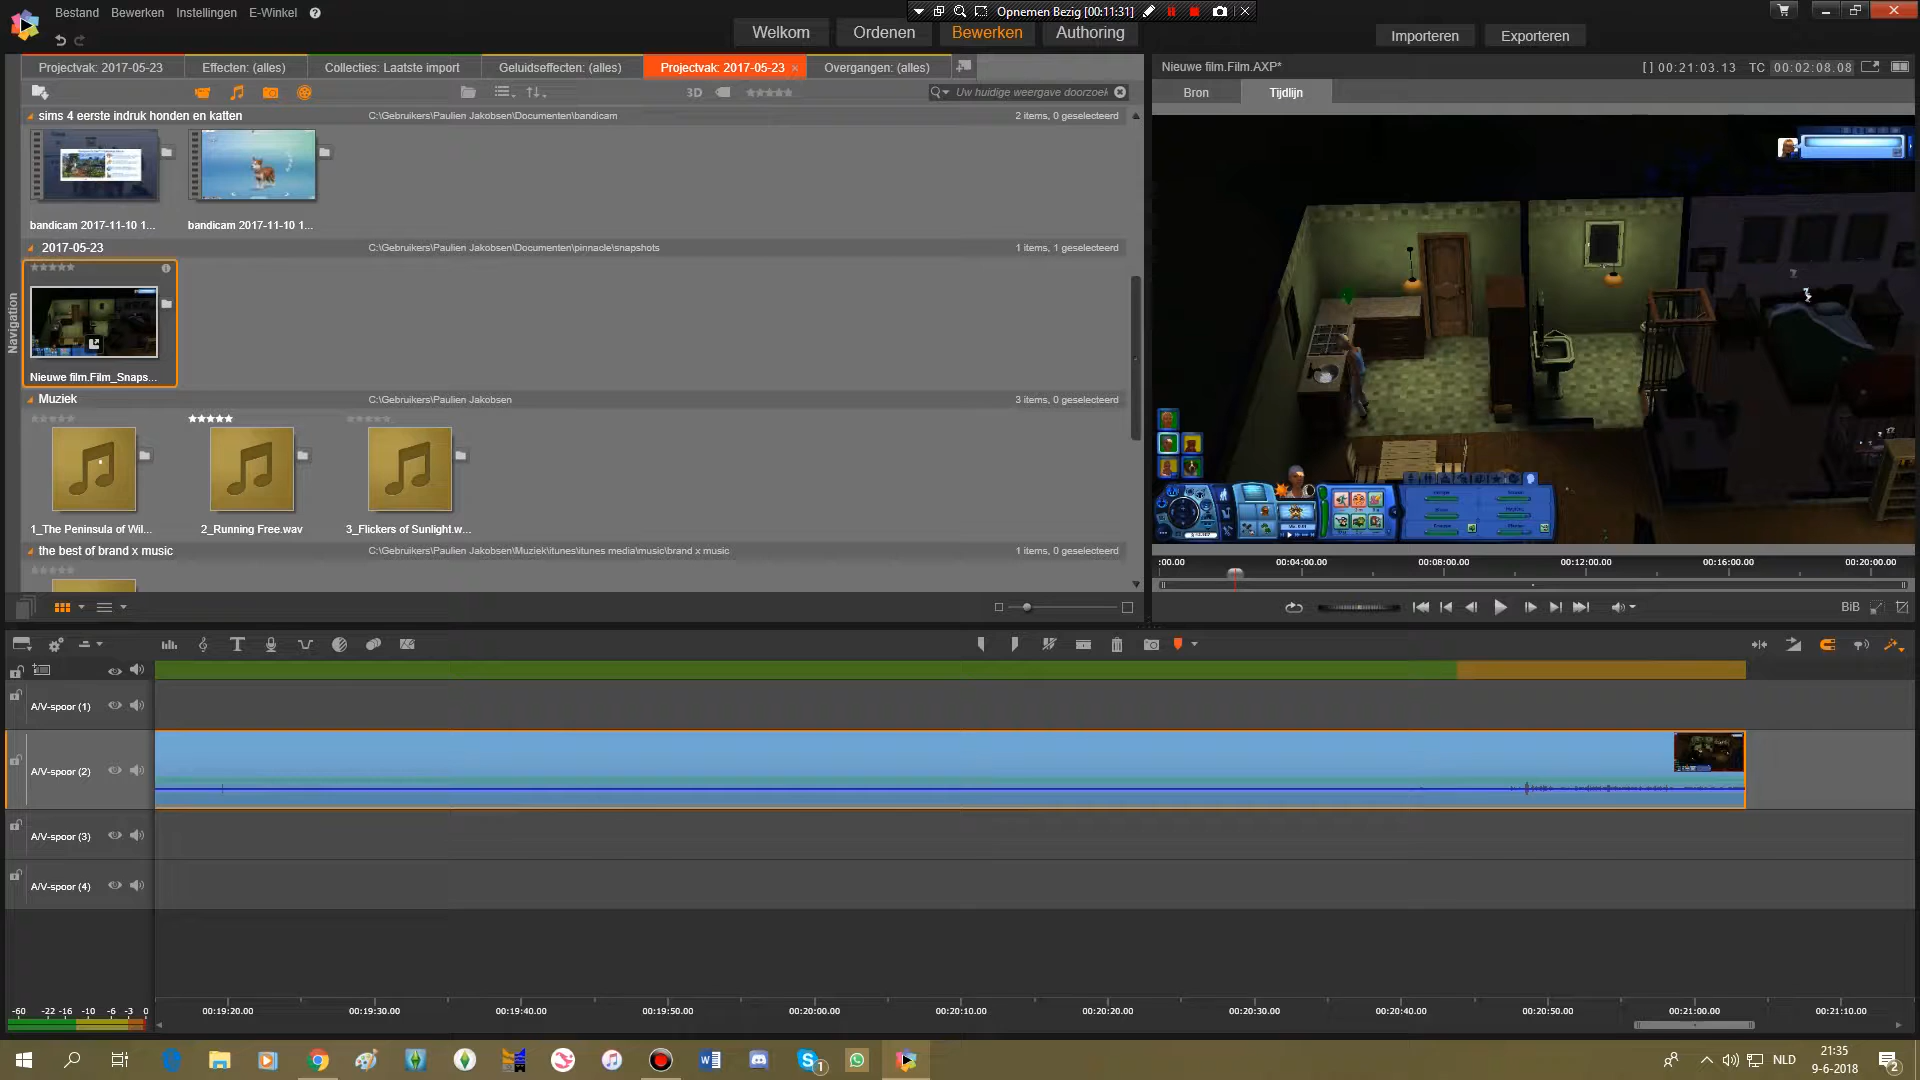 Bestand Bewerken Instellingen E-Winkel
Opnemen Bezig [00:11:31]
Welkom Ordenen Bewerken Authoring
Importeren Exporteren
Projectvak: 2017-05-23 Effecten: (alles) Collecties: Laatste import Geluidseffecten: (alles) Projectvak: 2017-05-23 Overgangen: (alles)
Nieuwe film.Film.AXP* [ ] 00:21:03.13 TC 00:02:08.08
3D Uw huidige weergave doorzoek
Bron Tijdlijn
sims 4 eerste indruk honden en katten C:\Gebruikers\Paulien Jakobsen\Documenten\bandicam 2 items, 0 geselecteerd
bandicam 2017-11-10 1... bandicam 2017-11-10 1...
2017-05-23 C:\Gebruikers\Paulien Jakobsen\Documenten\pinnacle\snapshots 1 items, 1 geselecteerd
Navigation
Nieuwe film.Film_Snaps...
Muziek C:\Gebruikers\Paulien Jakobsen 3 items, 0 geselecteerd
1_The Peninsula of Wil... 2_Running Free.wav 3_Flickers of Sunlight.w...
the best of brand x music C:\Gebruikers\Paulien Jakobsen\Muziek\itunes\itunes media\music\brand x music 1 items, 0 geselecteerd
:00.00 00:04:00.00 00:08:00.00 00:12:00.00 00:16:00.00 00:20:00.00
BiB
A/V-spoor (1)
A/V-spoor (2)
A/V-spoor (3)
A/V-spoor (4)
-60 -22 -16 -10 -6 -3 0
00:19:20.00 00:19:30.00 00:19:40.00 00:19:50.00 00:20:00.00 00:20:10.00 00:20:20.00 00:20:30.00 00:20:40.00 00:20:50.00 00:21:00.00 00:21:10.00
1
NLD
21:35
9-6-2018
2